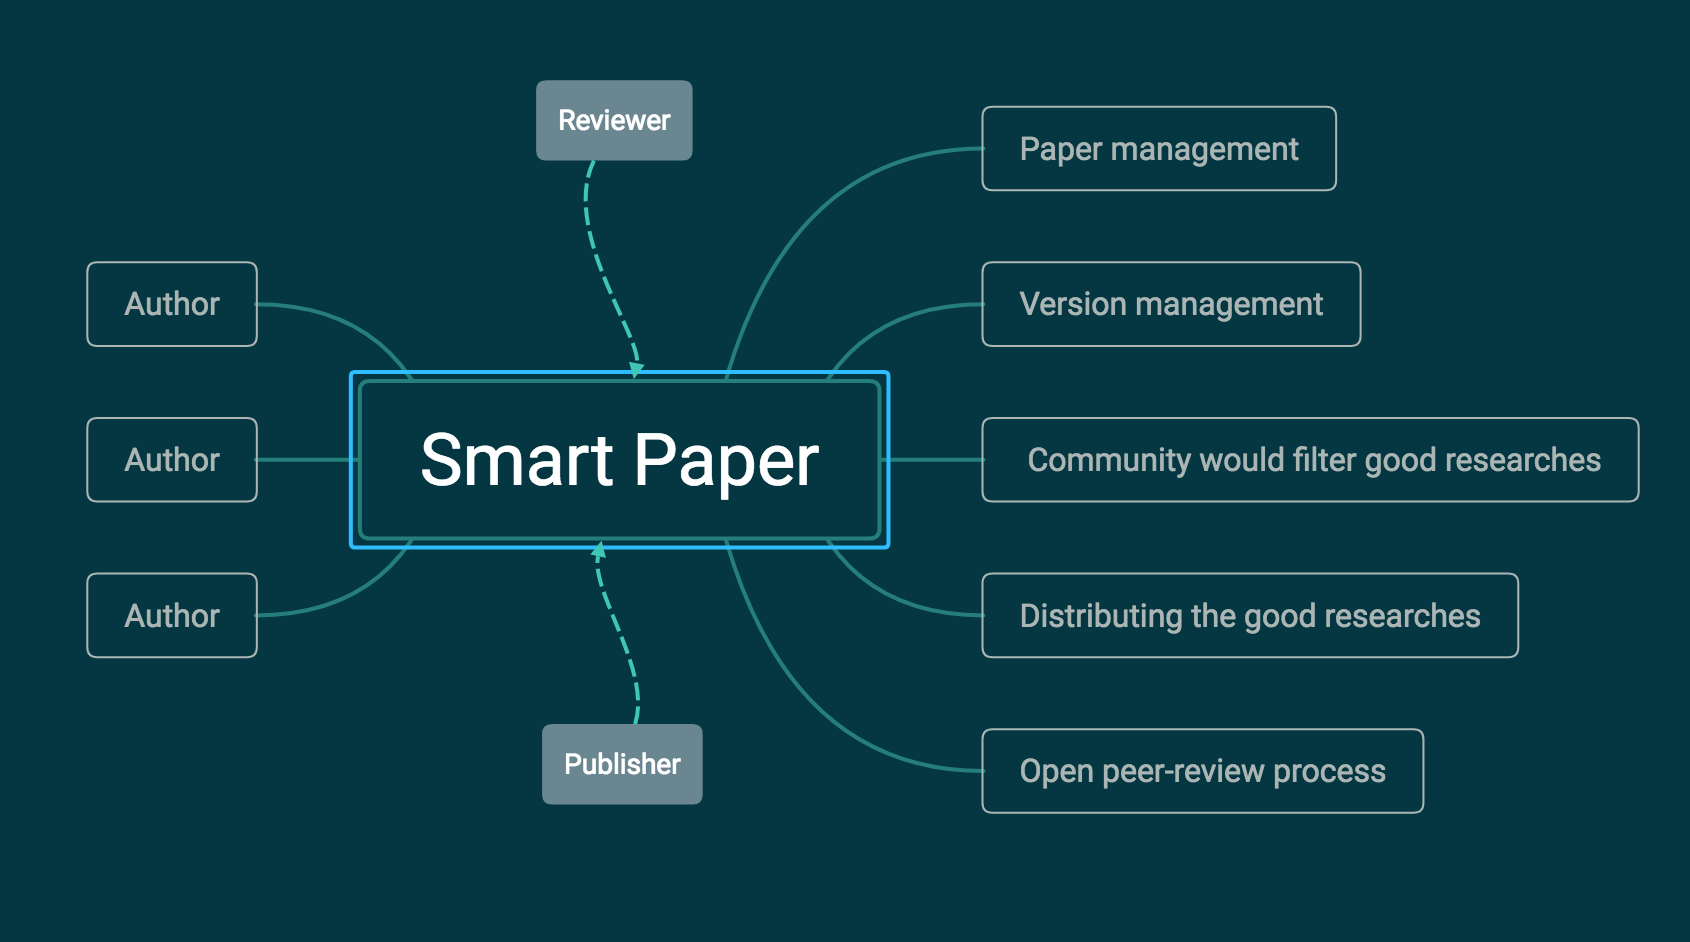 Reviewer
Paper management
Author
Version management
Author
Smart Paper
Community would filter good researches
Author
Distributing the good researches
Publisher
Open peer-review process